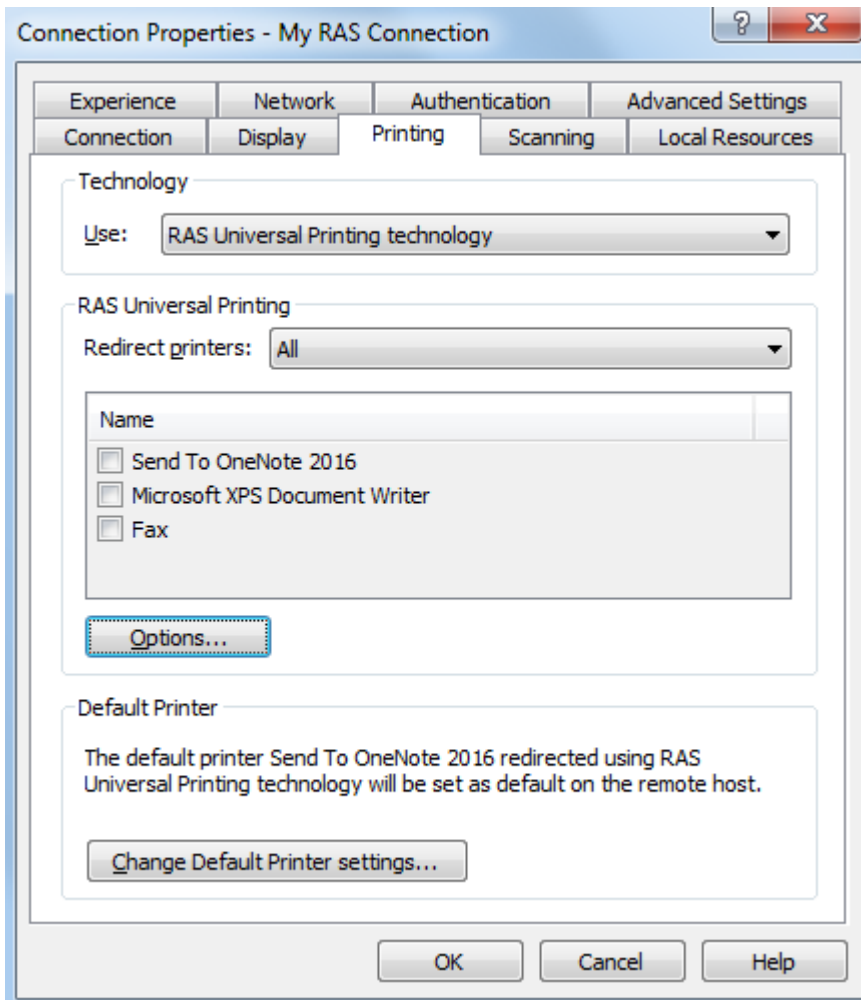 Connection Properties - My RAS Connection
?
X
Experience Network Authentication Advanced Settings
Connection Display Printing Scanning Local Resources
Technology
Use: RAS Universal Printing technology
RAS Universal Printing
Redirect printers: All
Name
Send To OneNote 2016
Microsoft XPS Document Writer
Fax
Options...
Default Printer
The default printer Send To OneNote 2016 redirected using RAS
Universal Printing technology will be set as default on the remote host.
Change Default Printer settings...
OK Cancel Help